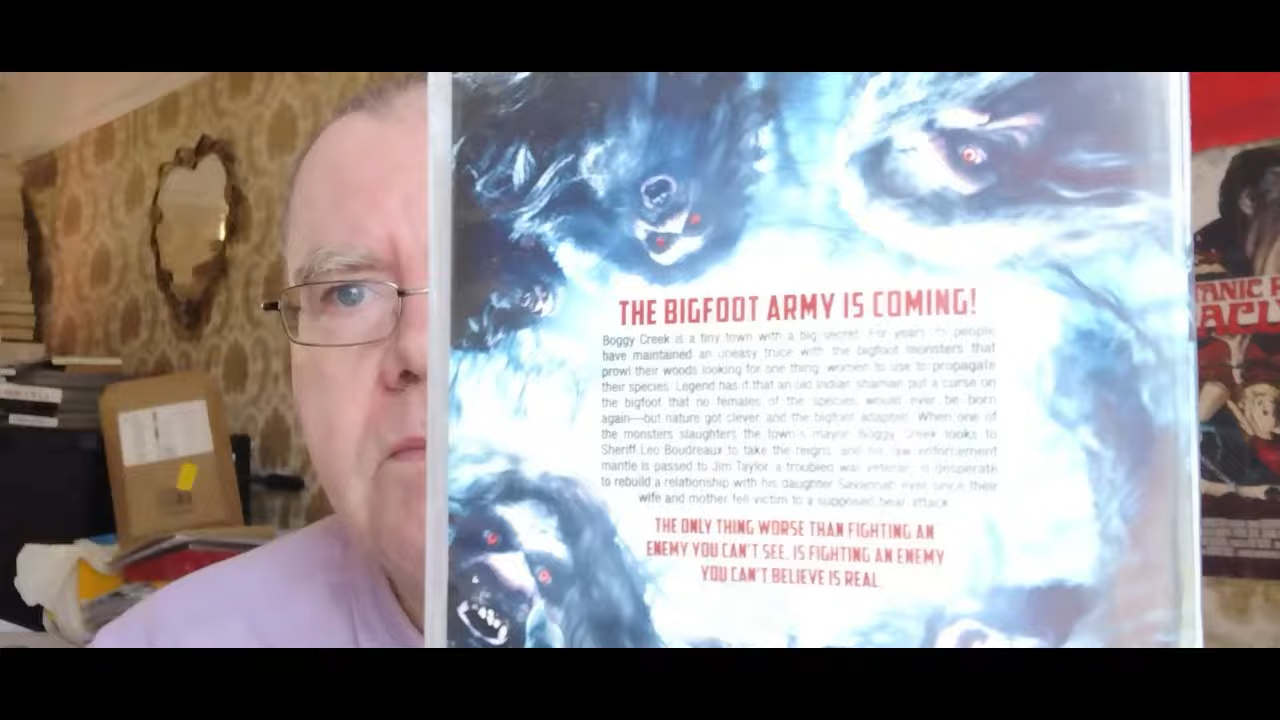 THE BIGFOOT ARMY IS COMING!
Boggy Creek is a tiny town with a big secret. For years its people
have maintained an uneasy truce with the bigfoot monsters that
prowl their woods looking for one thing: women to use to propagate
their species. Legend has it that an old Indian shaman put a curse on
the bigfoot that no females of the species would ever be born
again—but nature got clever and the bigfoot adapted. When one of
the monsters slaughters the town's mayor Boggy Creek looks to
Sheriff Leo Boudreaux to take the reigns, and his law enforcement
mantle is passed to Jim Taylor, a troubled war veteran, is desperate
to rebuild a relationship with his daughter Savannah ever since their
wife and mother fell victim to a supposed bear attack.
THE ONLY THING WORSE THAN FIGHTING AN
ENEMY YOU CAN'T SEE, IS FIGHTING AN ENEMY
YOU CAN'T BELIEVE IS REAL.